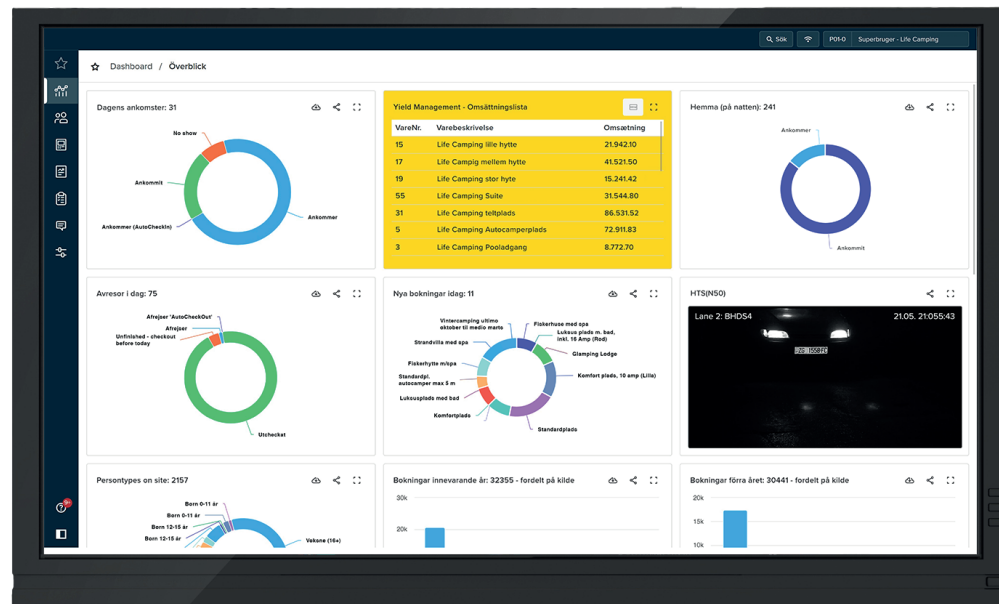 Sök
P01-0
Superbruger - Life Camping
Dashboard / Överblick
Dagens ankomster: 31
No show
Ankommit
Ankommer (AutoCheckIn)
Ankommer
Yield Management - Omsättningslista
VareNr.
Varebeskrivelse
Omsætning
15
Life Camping lille hytte
21.942.10
17
Life Campig mellem hytte
41.521.50
19
Life Camping stor hyte
15.241.42
55
Life Camping Suite
31.544.80
31
Life Camping teltplads
86.531.52
5
Life Camping Autocamperplads
72.911.83
3
Life Camping Pooladgang
8.772.70
Hemma (på natten): 241
Ankommer
Ankommit
Avresor i dag: 75
Afrejser 'AutoCheckOut'
Afrejser
Unfinished - checkout
before today
Utcheckat
Nya bokningar idag: 11
Vintercamping ultimo
oktober til medio marts
Strandvilla med spa
Fiskerhytte m/spa
Standardpl.
autocamper max 5 m
Luksusplads med bad
Komfortplads
Fiskerhuse med spa
Luksus plads m. bad,
inkl. 16 Amp (Rød)
Glamping Lodge
Komfort plads, 10 amp (Lilla)
Standardplads
HTS(N50)
Lane 2: BHDS4
21.05. 21:055:43
Persontypes on site: 2157
Børn 0-11 år
Børn 0-11 år
Børn 12-15 år
Børn 12-15 år
Voksne (16+)
Bokningar innevarande år: 32355 - fordelt på kilde
30k
20k
Bokningar förra året: 30441 - fordelt på kilde
20k
15k
10k
9+